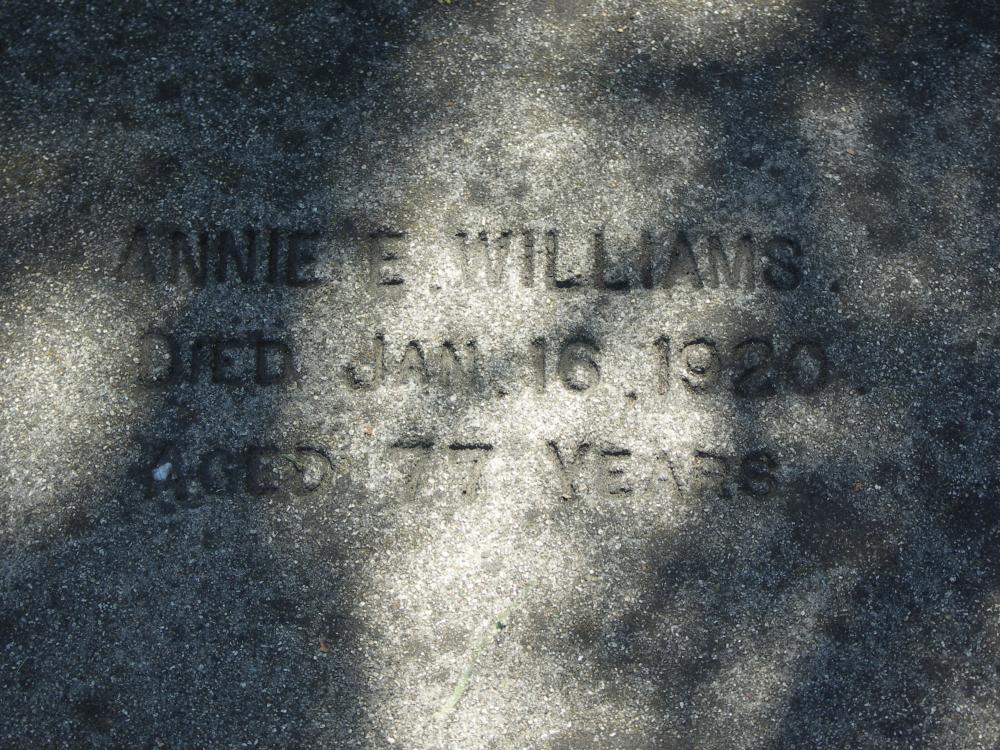 ANNIE E. WILLIAMS.
DIED JAN. 16, 1920.
AGED 77 YEARS